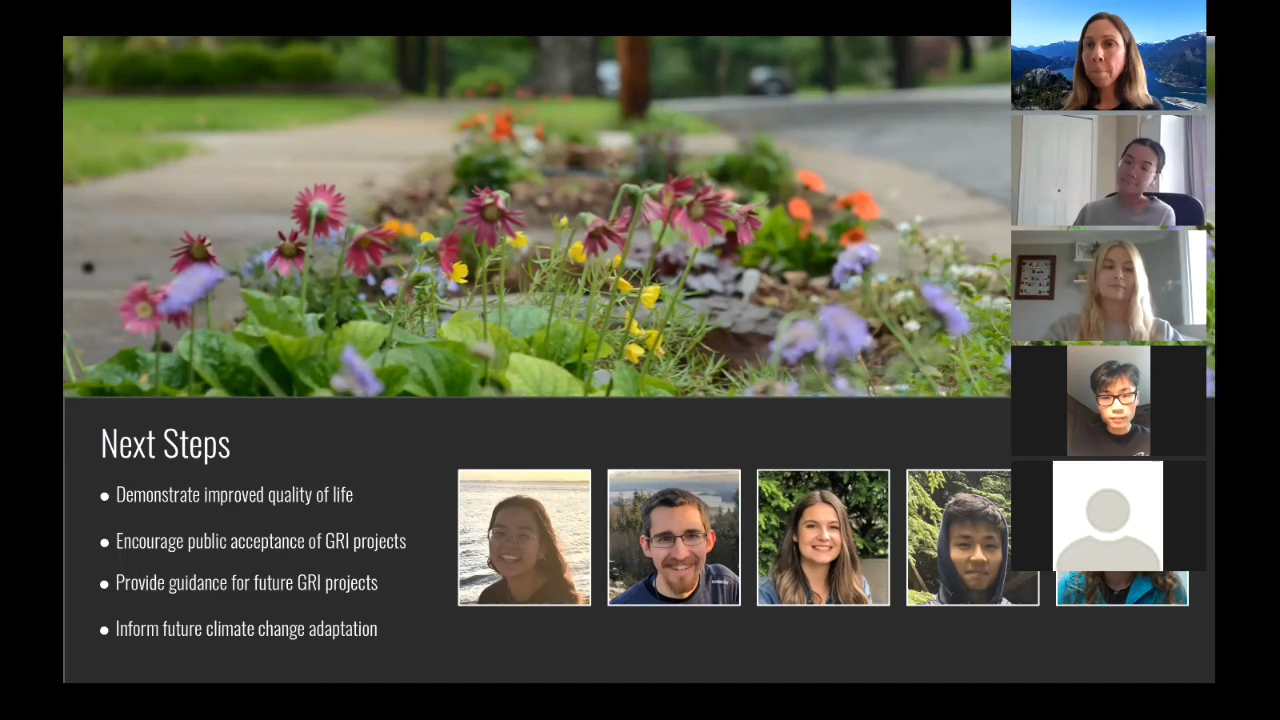 Next Steps
● Demonstrate improved quality of life
● Encourage public acceptance of GRI projects
● Provide guidance for future GRI projects
● Inform future climate change adaptation